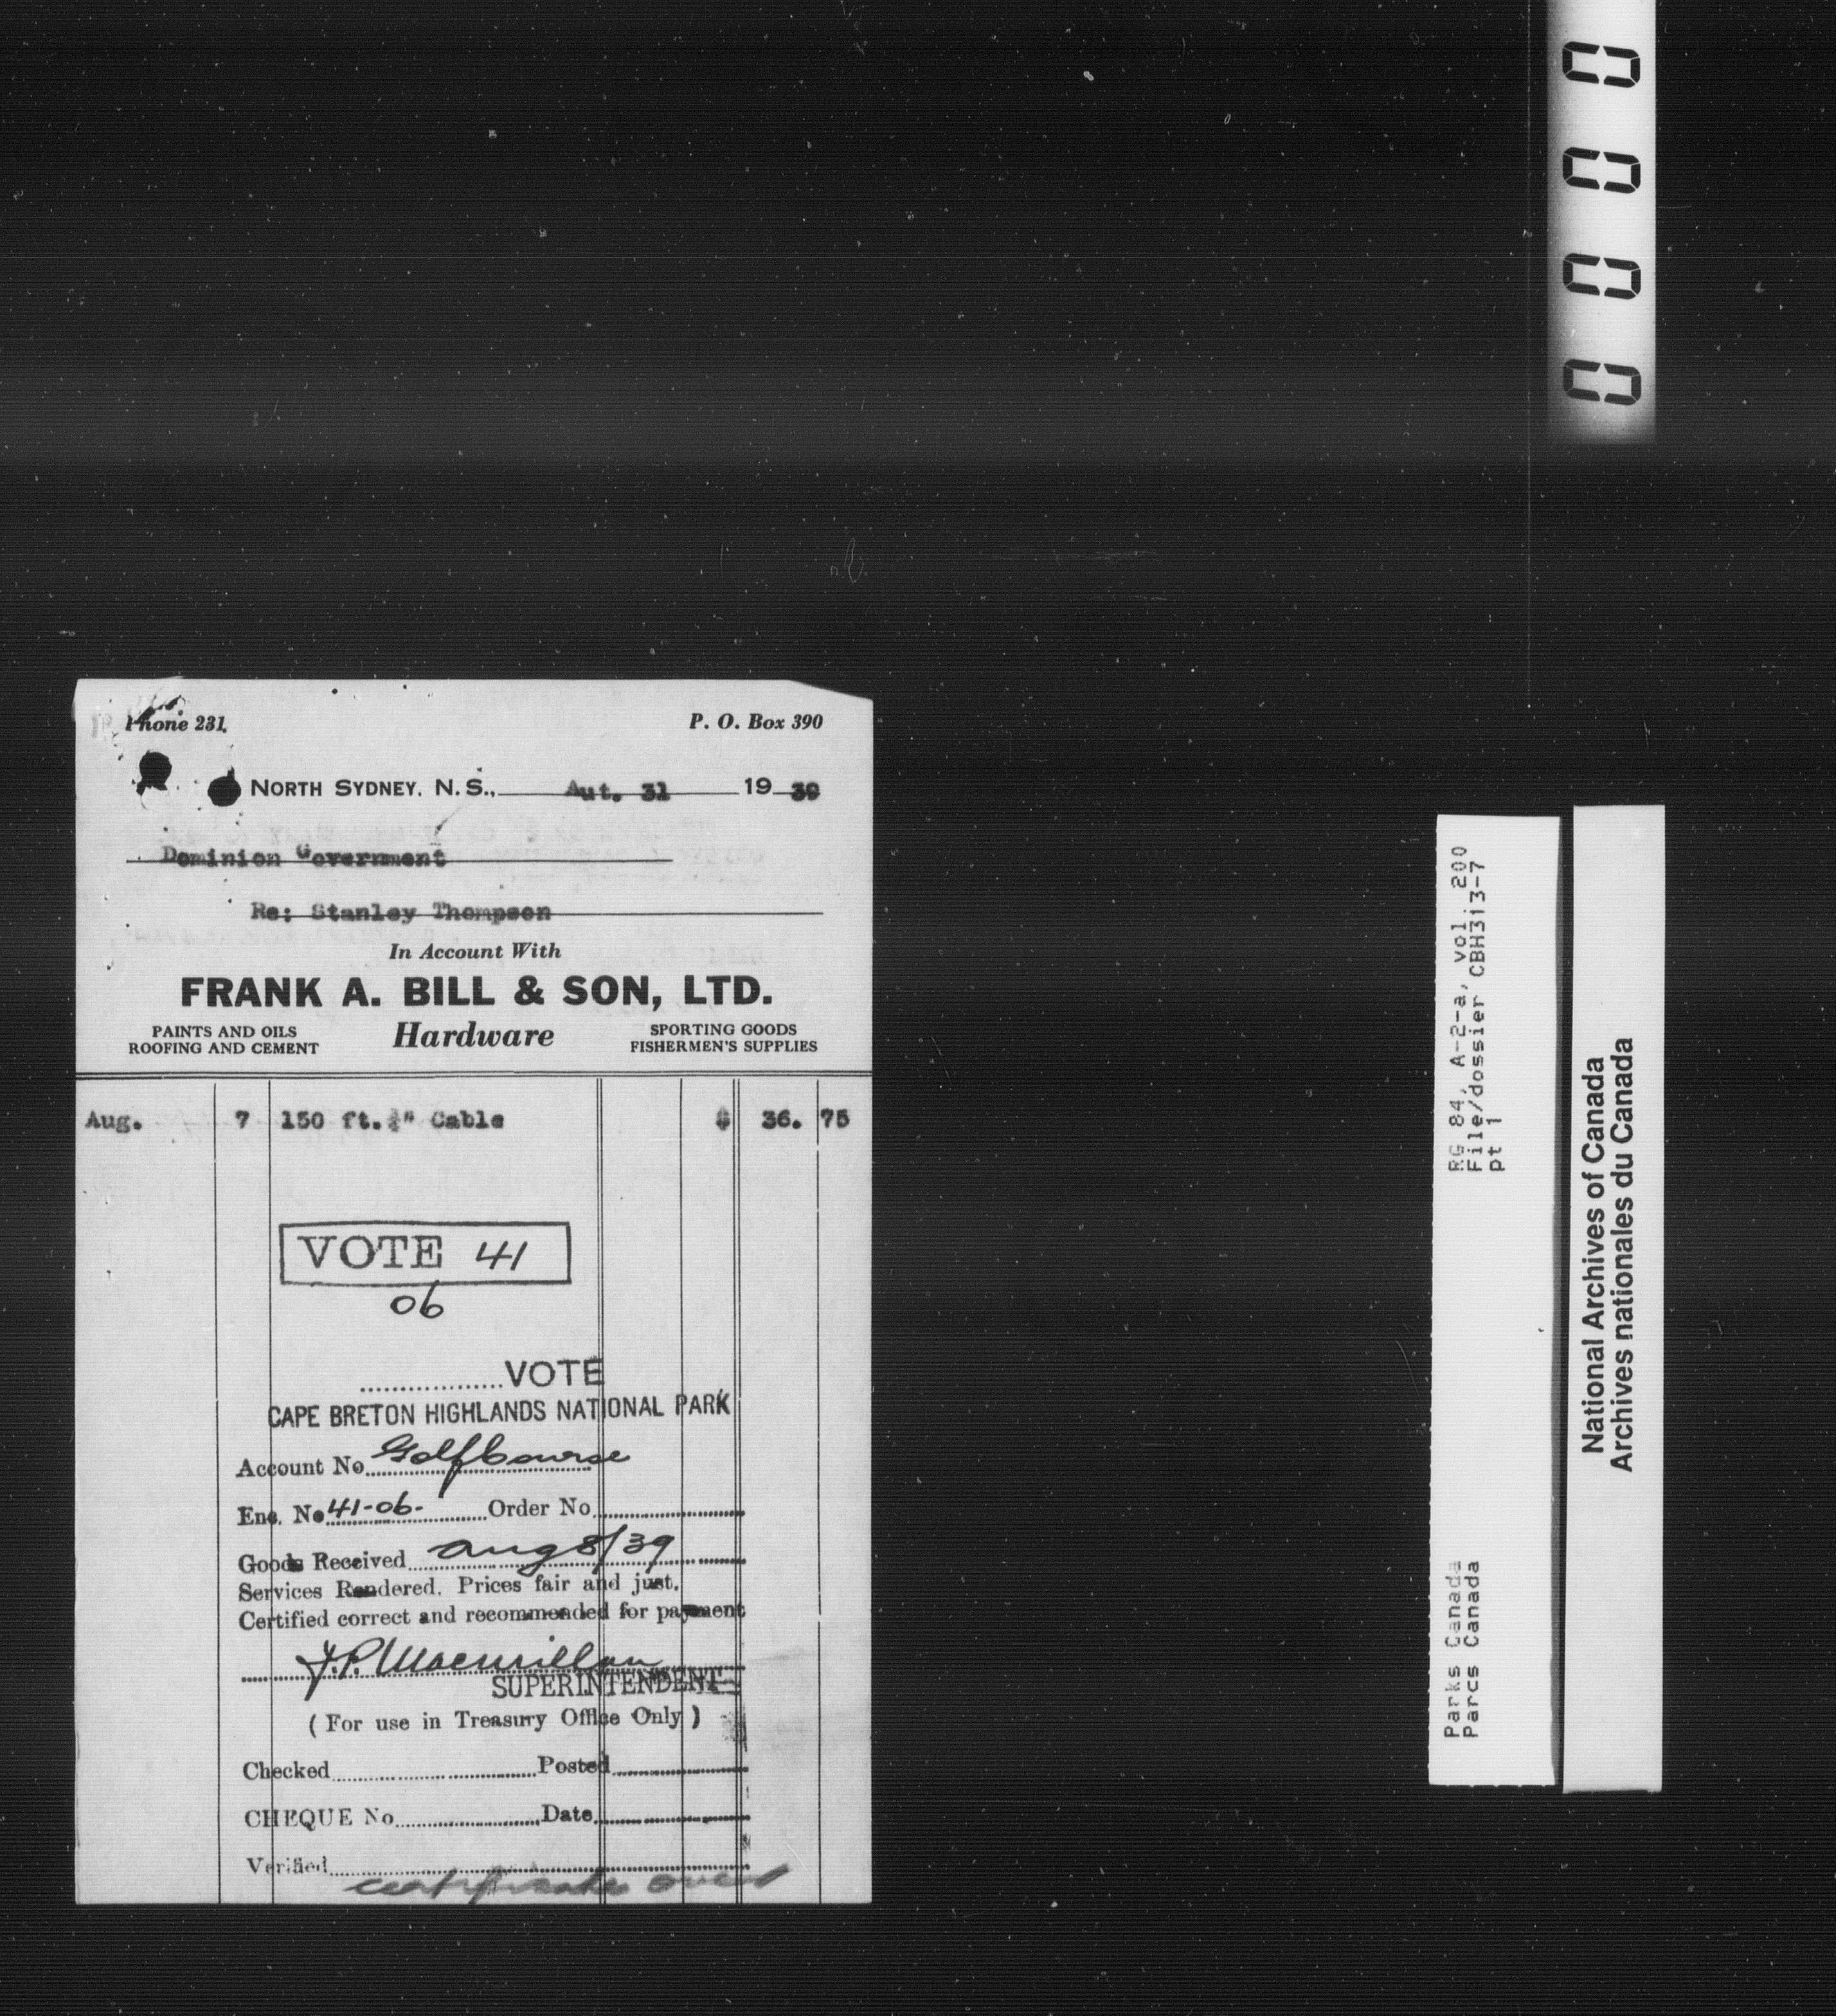 0000
Phone 231, P. O. Box 390
NORTH SYDNEY, N. S., Aut. 31 19 39
Dominion Government
Re: Stanley Thompson
In Account With
FRANK A. BILL & SON, LTD.
PAINTS AND OILS
ROOFING AND CEMENT
Hardware
SPORTING GOODS
FISHERMEN'S SUPPLIES
Aug. 7 150 ft. " Cable $ 36. 75
VOTE 41
06
VOTE
CAPE BRETON HIGHLANDS NATIONAL PARK
Account No. Golf Course
Enc. No. 41-06- Order No.
Goods Received Aug 8/39
Services Rendered. Prices fair and just.
Certified correct and recommended for payment
J.P. Macmillan
SUPERINTENDENT
( For use in Treasury Office Only )
Checked Posted
CHEQUE No. Date
Verified
certificate over
RG 84, A-2-a, vol. 200
File/dossier CBH313-7
pt 1
Parks Canada
Parcs Canada
National Archives of Canada
Archives nationales du Canada